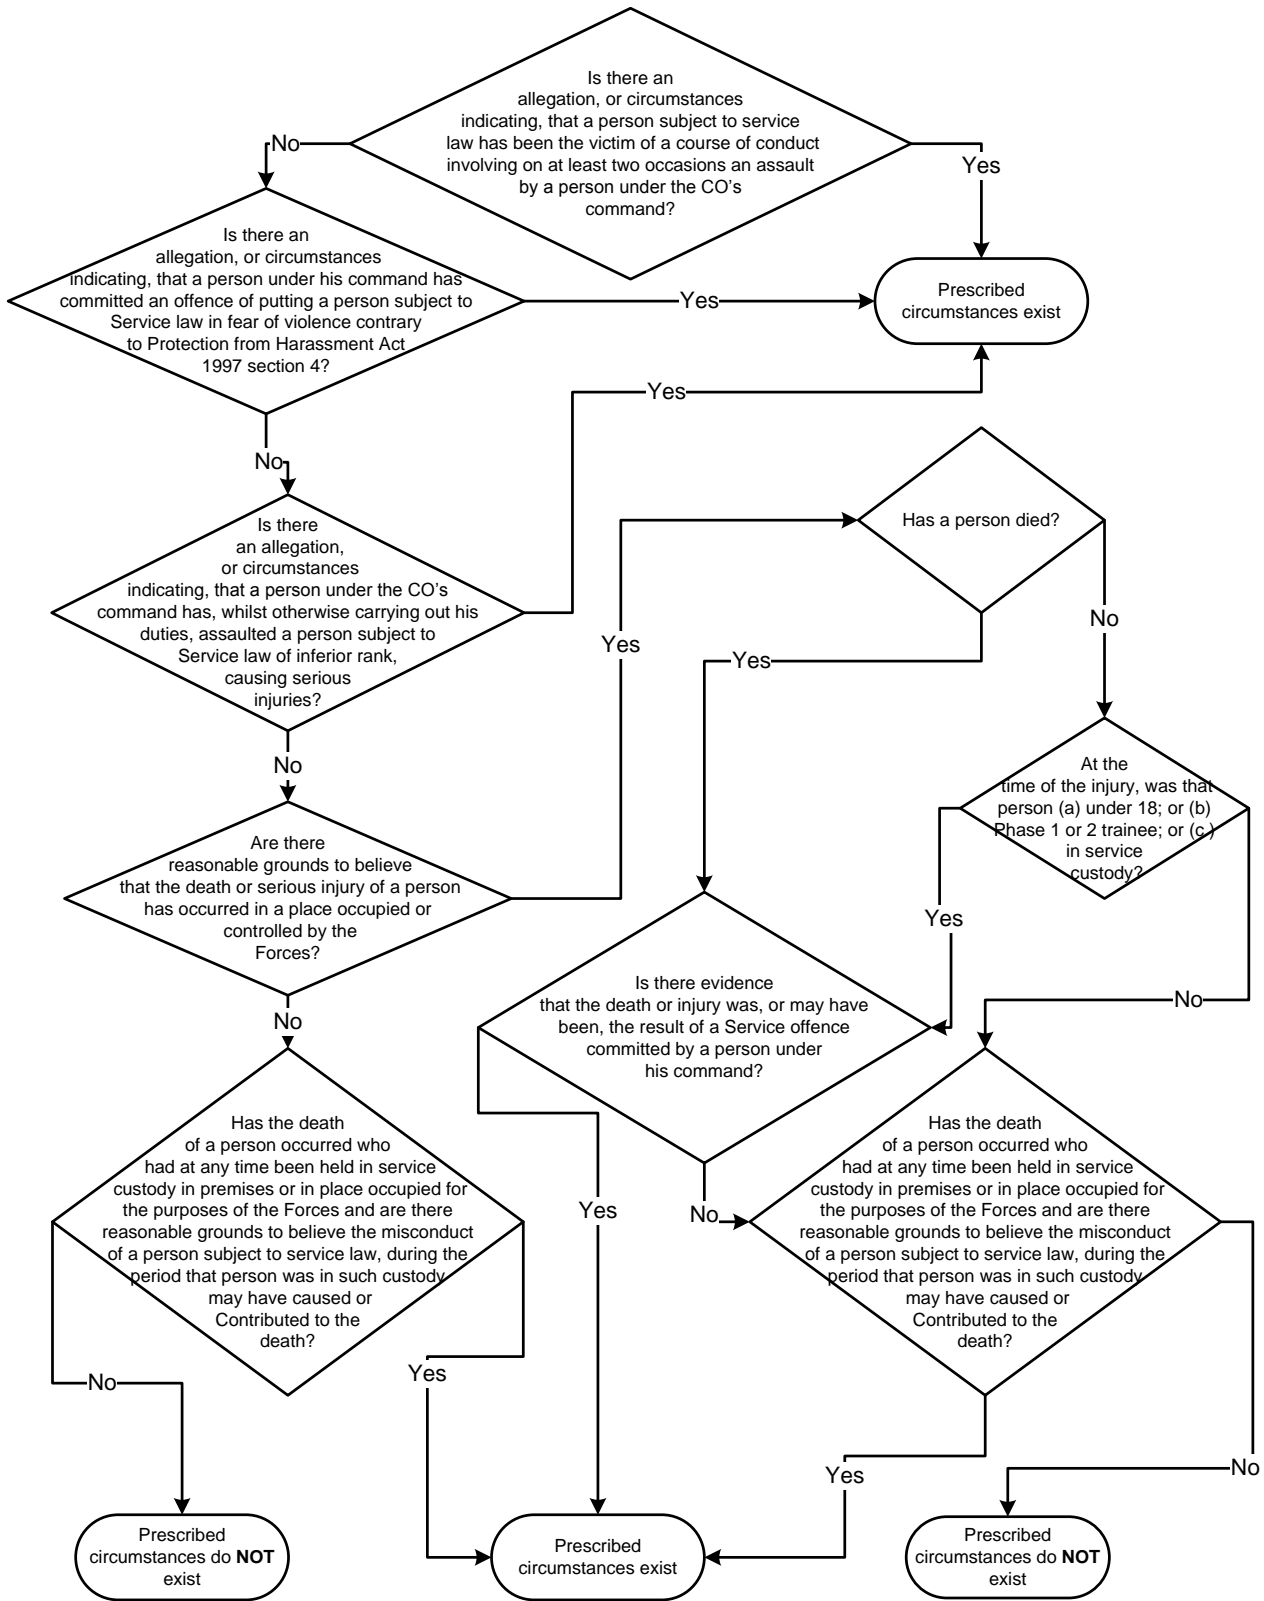 Is there an
allegation, or circumstances
indicating, that a person subject to service
law has been the victim of a course of conduct
involving on at least two occasions an assault
by a person under the CO's
command?
No
Yes
Is there an
allegation, or circumstances
indicating, that a person under his command has
committed an offence of putting a person subject to
Service law in fear of violence contrary
to Protection from Harassment Act
1997 section 4?
Yes
Prescribed
circumstances exist
Yes
No
Is there
an allegation,
or circumstances
indicating, that a person under the CO's
command has, whilst otherwise carrying out his
duties, assaulted a person subject to
Service law of inferior rank,
causing serious
injuries?
Has a person died?
Yes
Yes
No
No
At the
time of the injury, was that
person (a) under 18; or (b)
Phase 1 or 2 trainee; or (c )
in service
custody?
Are there
reasonable grounds to believe
that the death or serious injury of a person
has occurred in a place occupied or
controlled by the
Forces?
Yes
No
No
Is there evidence
that the death or injury was, or may have
been, the result of a Service offence
committed by a person under
his command?
Has the death
of a person occurred who
had at any time been held in service
custody in premises or in place occupied for
the purposes of the Forces and are there
reasonable grounds to believe the misconduct
of a person subject to service law, during the
period that person was in such custody
may have caused or
Contributed to the
death?
Yes
No
Has the death
of a person occurred who
had at any time been held in service
custody in premises or in place occupied for
the purposes of the Forces and are there
reasonable grounds to believe the misconduct
of a person subject to service law, during the
period that person was in such custody
may have caused or
Contributed to the
death?
No
Yes
Yes
No
Prescribed
circumstances do NOT
exist
Prescribed
circumstances exist
Prescribed
circumstances do NOT
exist